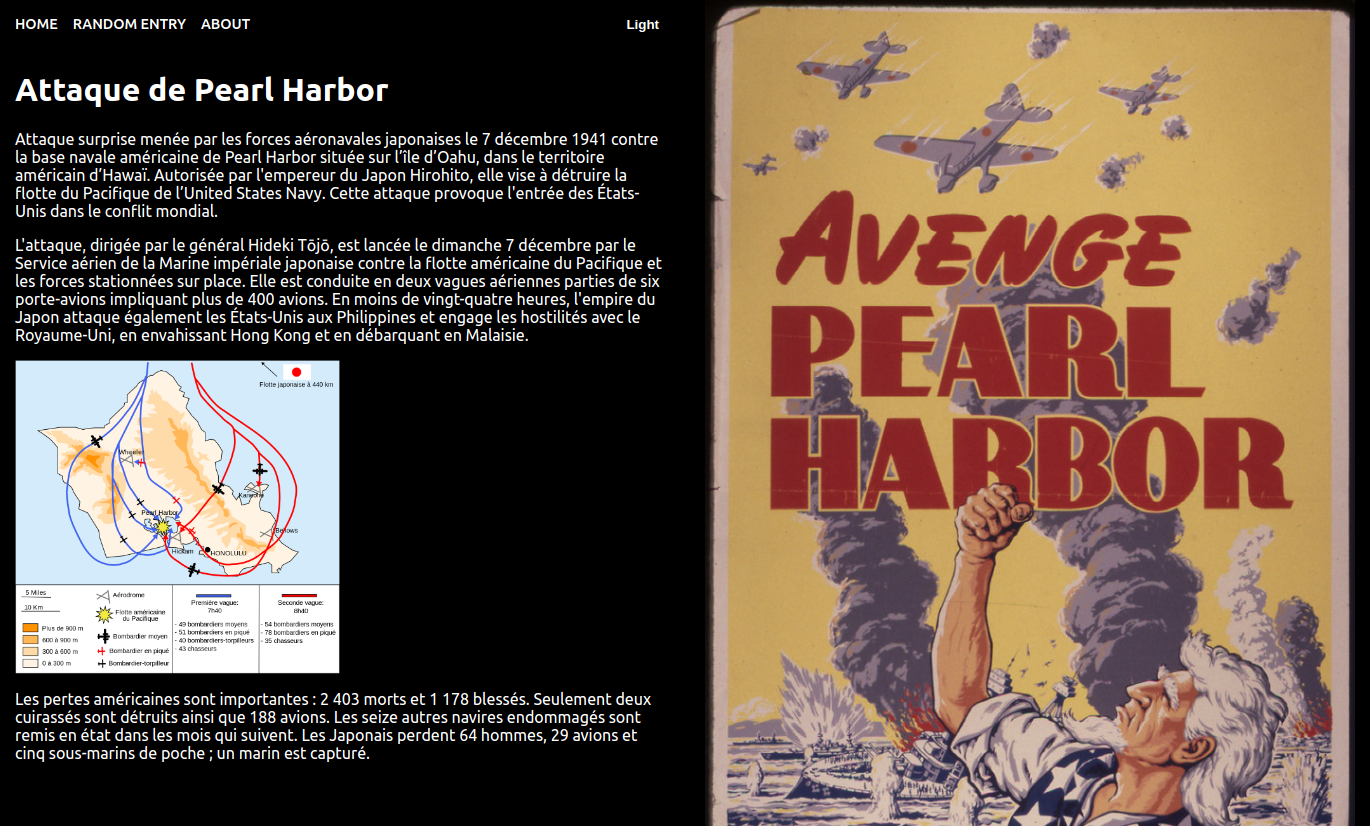 HOME RANDOM ENTRY ABOUT Light
Attaque de Pearl Harbor
Attaque surprise menée par les forces aéronavales japonaises le 7 décembre 1941 contre
la base navale américaine de Pearl Harbor située sur l’île d’Oahu, dans le territoire
américain d’Hawaï. Autorisée par l'empereur du Japon Hirohito, elle vise à détruire la
flotte du Pacifique de l’United States Navy. Cette attaque provoque l'entrée des États-
Unis dans le conflit mondial.
L'attaque, dirigée par le général Hideki Tōjō, est lancée le dimanche 7 décembre par le
Service aérien de la Marine impériale japonaise contre la flotte américaine du Pacifique et
les forces stationnées sur place. Elle est conduite en deux vagues aériennes parties de six
porte-avions impliquant plus de 400 avions. En moins de vingt-quatre heures, l'empire du
Japon attaque également les États-Unis aux Philippines et engage les hostilités avec le
Royaume-Uni, en envahissant Hong Kong et en débarquant en Malaisie.
Flotte japonaise à 440 km
Wheeler
Kaneohe
Pearl Harbor
Bellows
Hickam
HONOLULU
5 Miles
10 Km
Plus de 900 m
600 à 900 m
300 à 600 m
0 à 300 m
Aérodrome
Flotte américaine
du Pacifique
Bombardier moyen
Bombardier en piqué
Bombardier-torpilleur
Première vague:
7h40
- 49 bombardiers moyens
- 51 bombardiers en piqué
- 40 bombardiers-torpilleurs
- 43 chasseurs
Seconde vague:
8h40
- 54 bombardiers moyens
- 78 bombardiers en piqué
- 35 chasseurs
Les pertes américaines sont importantes : 2 403 morts et 1 178 blessés. Seulement deux
cuirassés sont détruits ainsi que 188 avions. Les seize autres navires endommagés sont
remis en état dans les mois qui suivent. Les Japonais perdent 64 hommes, 29 avions et
cinq sous-marins de poche ; un marin est capturé.
AVENGE
PEARL
HARBOR